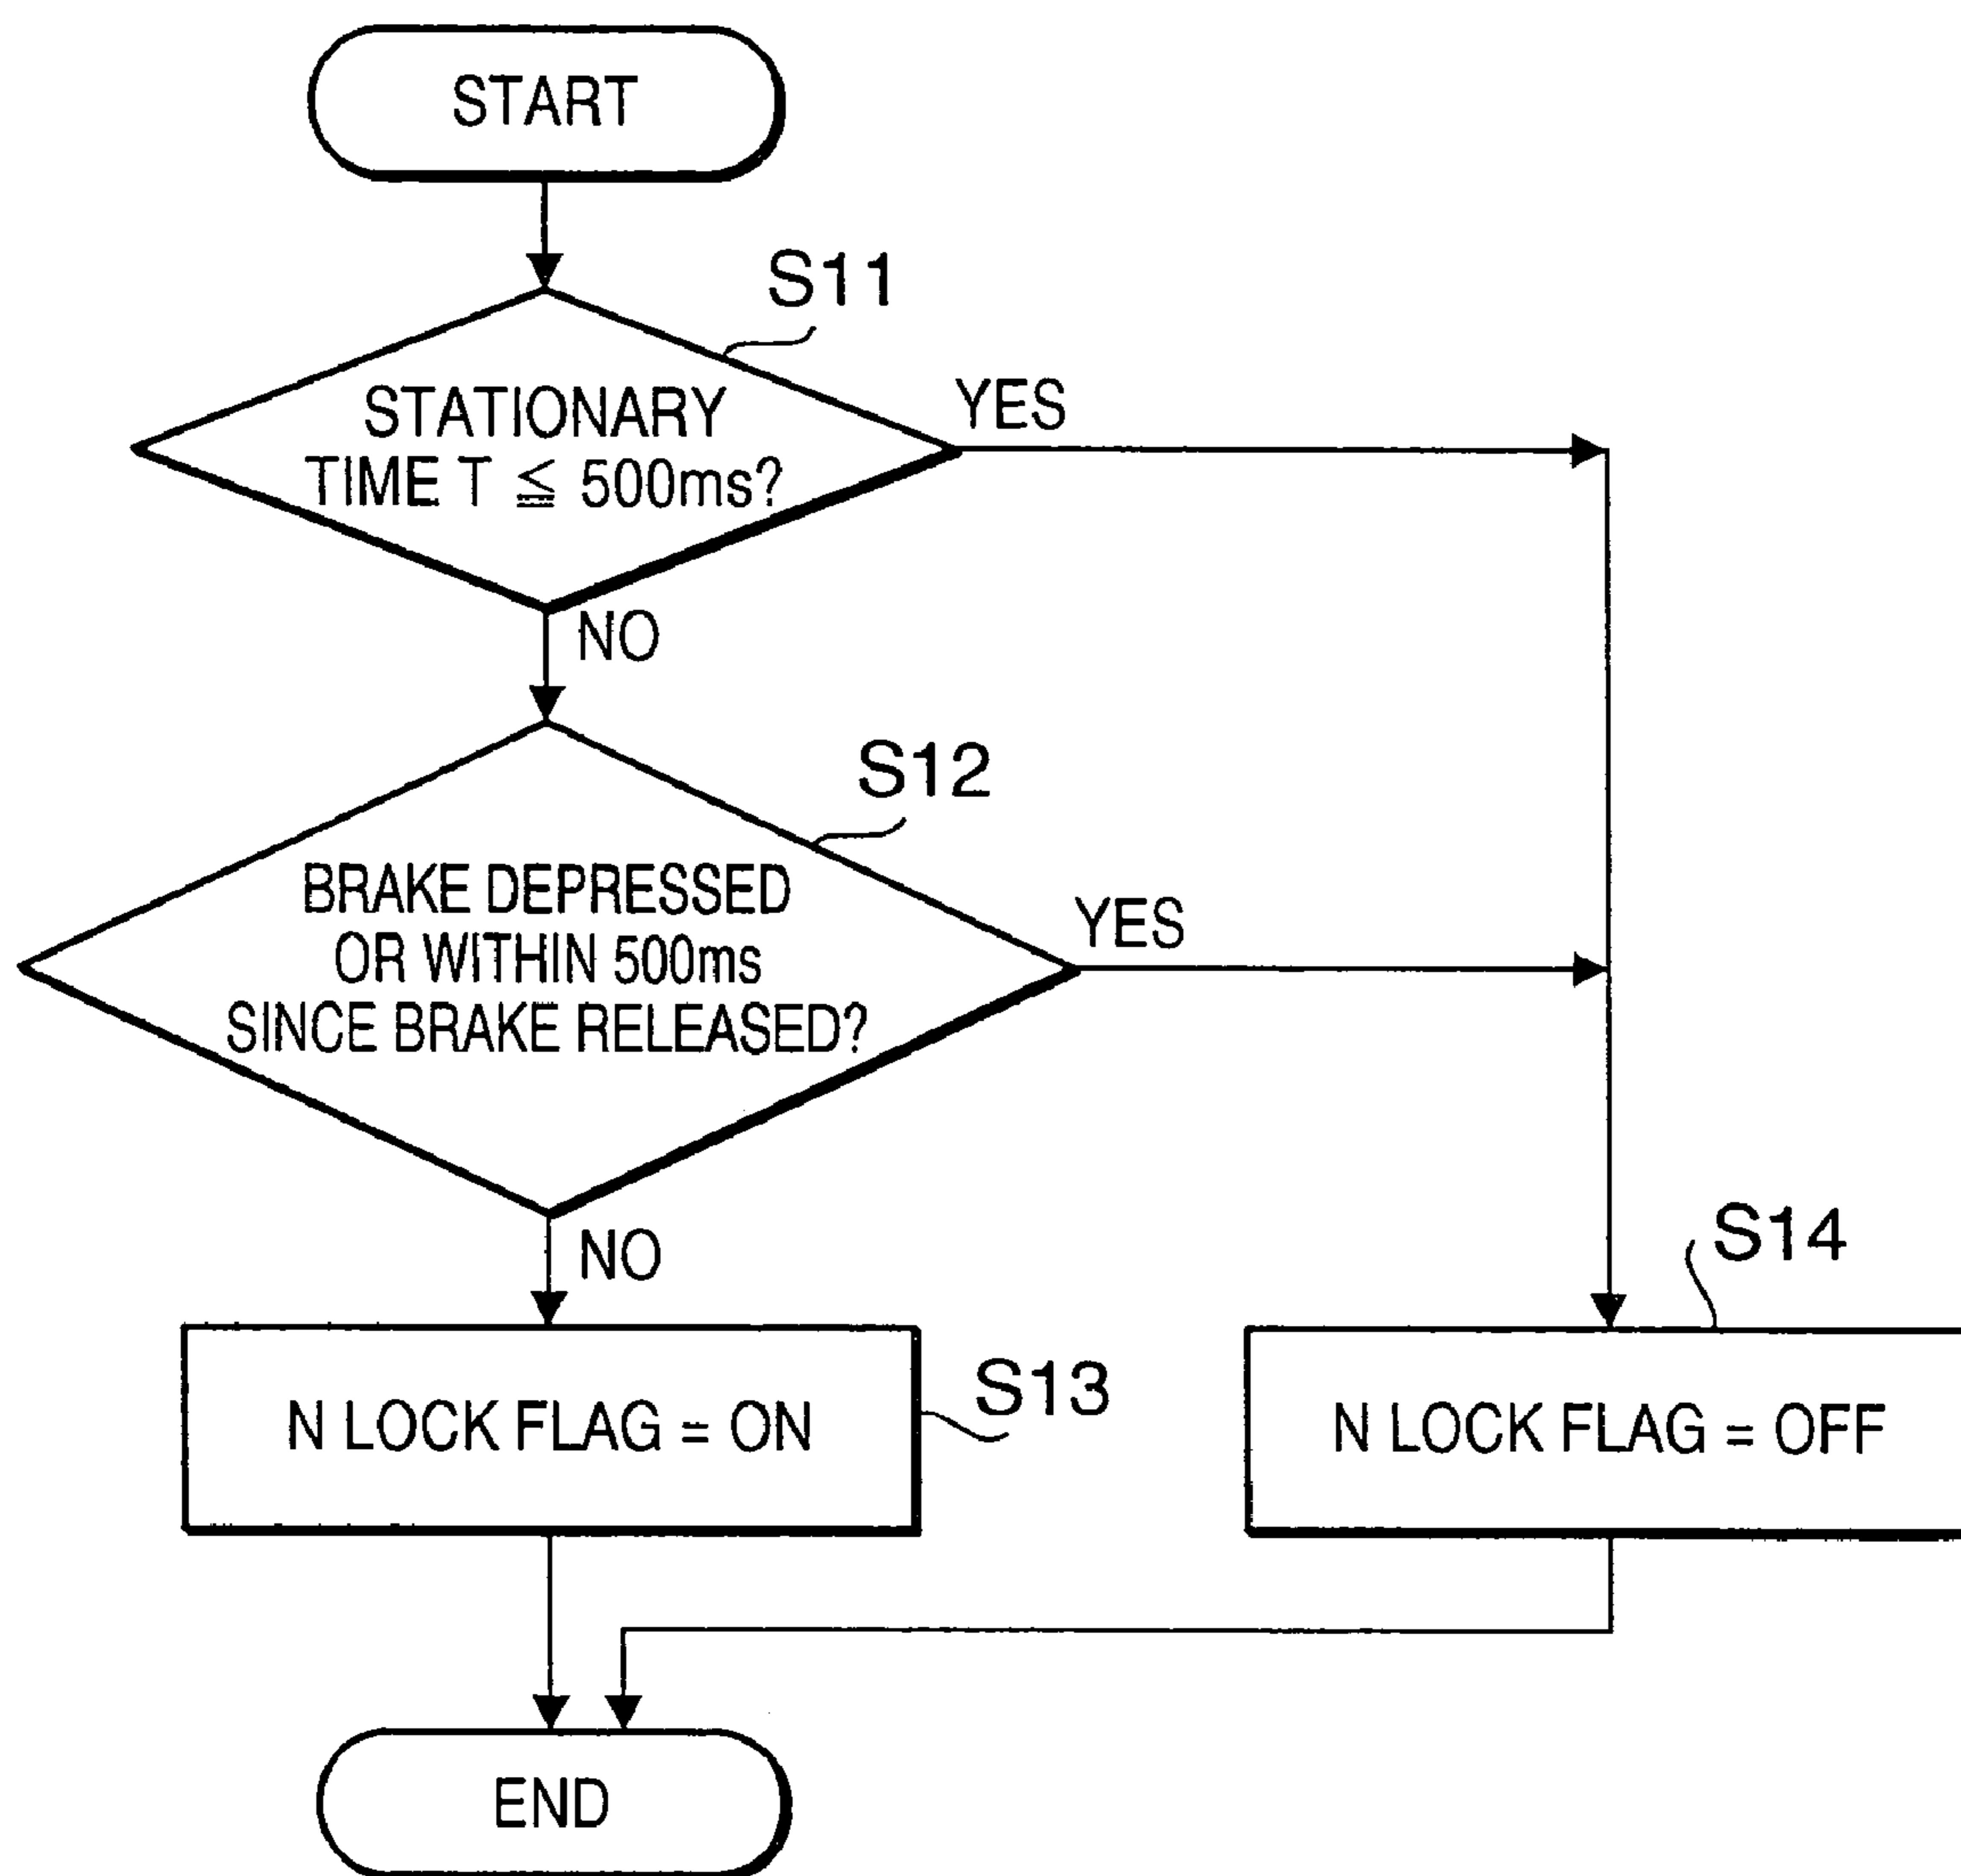 START
S11
STATIONARY
TIME T ≦ 500ms?
YES
NO
S12
BRAKE DEPRESSED
OR WITHIN 500ms
SINCE BRAKE RELEASED?
YES
NO
S14
N LOCK FLAG = ON
S13
N LOCK FLAG = OFF
END